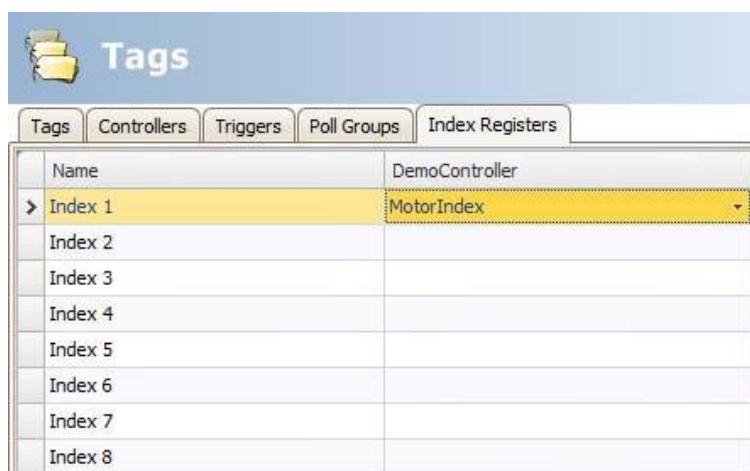 Tags
Tags Controllers Triggers Poll Groups Index Registers
Name DemoController
Index 1 MotorIndex
Index 2
Index 3
Index 4
Index 5
Index 6
Index 7
Index 8